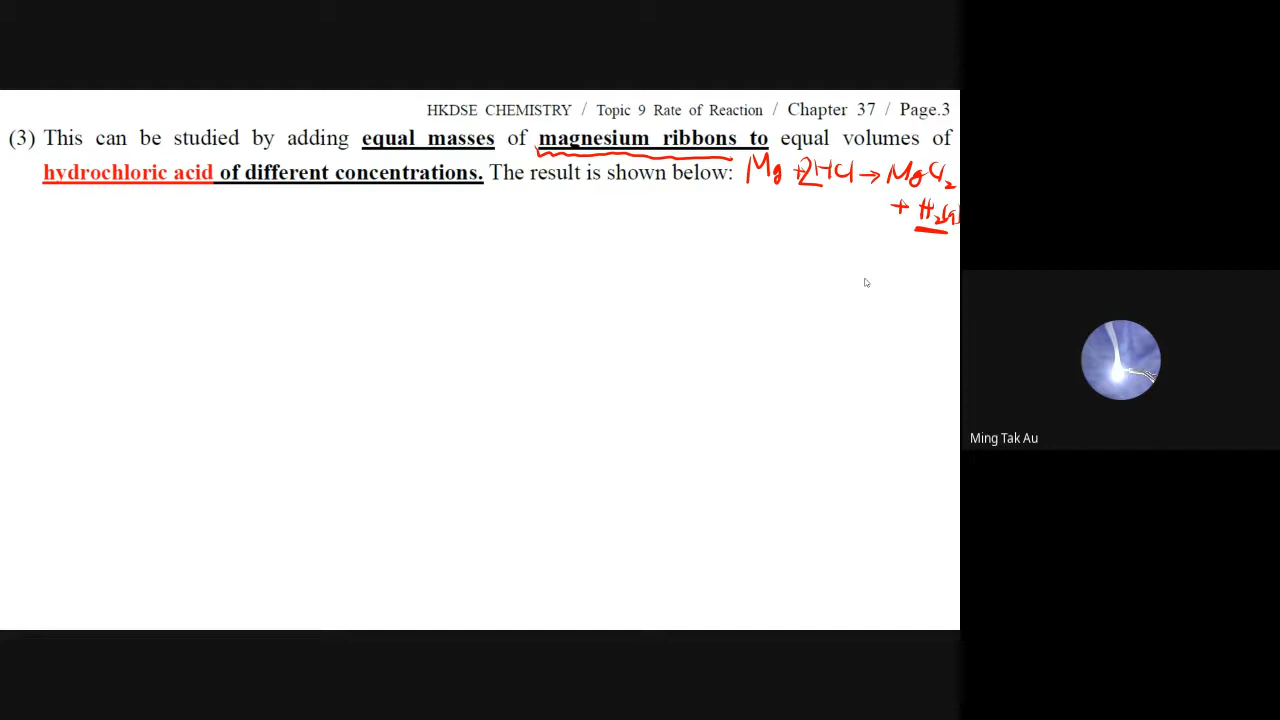 HKDSE CHEMISTRY / Topic 9 Rate of Reaction / Chapter 37 / Page.3
(3) This can be studied by adding equal masses of magnesium ribbons to equal volumes of
hydrochloric acid of different concentrations. The result is shown below: Mg + 2HCl → MgCl₂
+ H₂(g)
Ming Tak Au